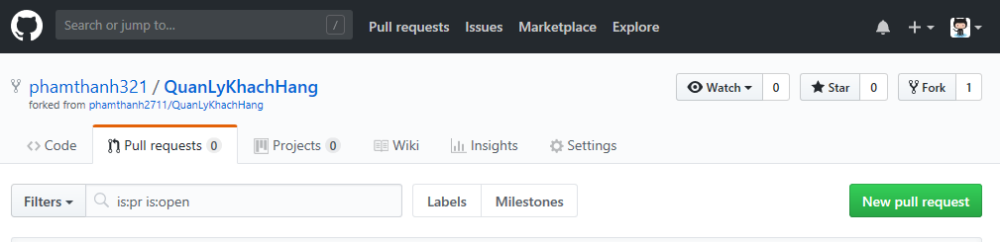 Search or jump to... / Pull requests Issues Marketplace Explore
phamthanh321 / QuanLyKhachHang Watch 0 Star 0 Fork 1
forked from phamthanh2711/QuanLyKhachHang
Code Pull requests 0 Projects 0 Wiki Insights Settings
Filters is:pr is:open Labels Milestones New pull request